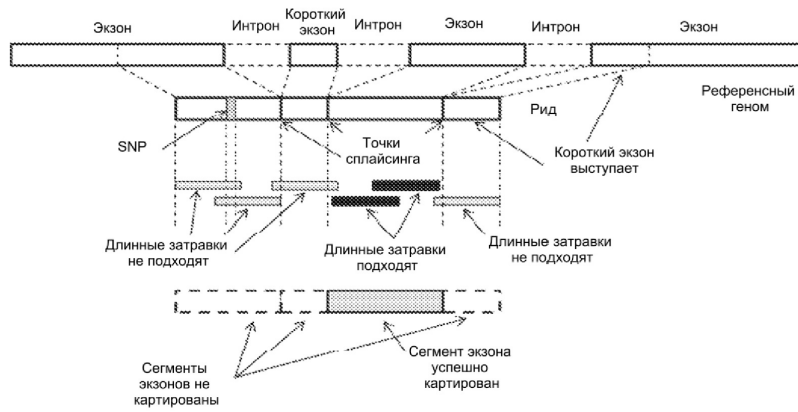 Экзон
Интрон
Короткий
экзон
Интрон
Экзон
Интрон
Экзон
Референсный
геном
Рид
SNP
Точки
сплайсинга
Короткий экзон
выступает
Длинные затравки
не подходят
Длинные затравки
подходят
Длинные затравки
не подходят
Сегменты
экзонов не
картированы
Сегмент экзона
успешно
картирован